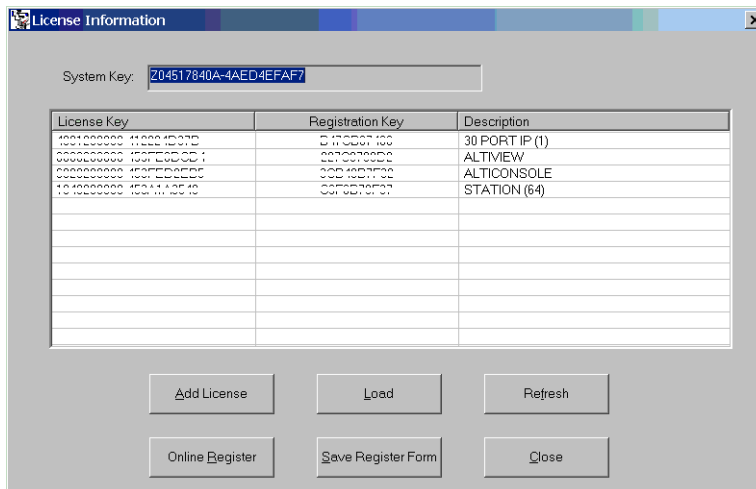 License Information
System Key: Z04517840A-4AED4EFAF7
License Key Registration Key Description
30 PORT IP (1)
ALTIVIEW
ALTICONSOLE
STATION (64)
Add License Load Refresh
Online Register Save Register Form Close